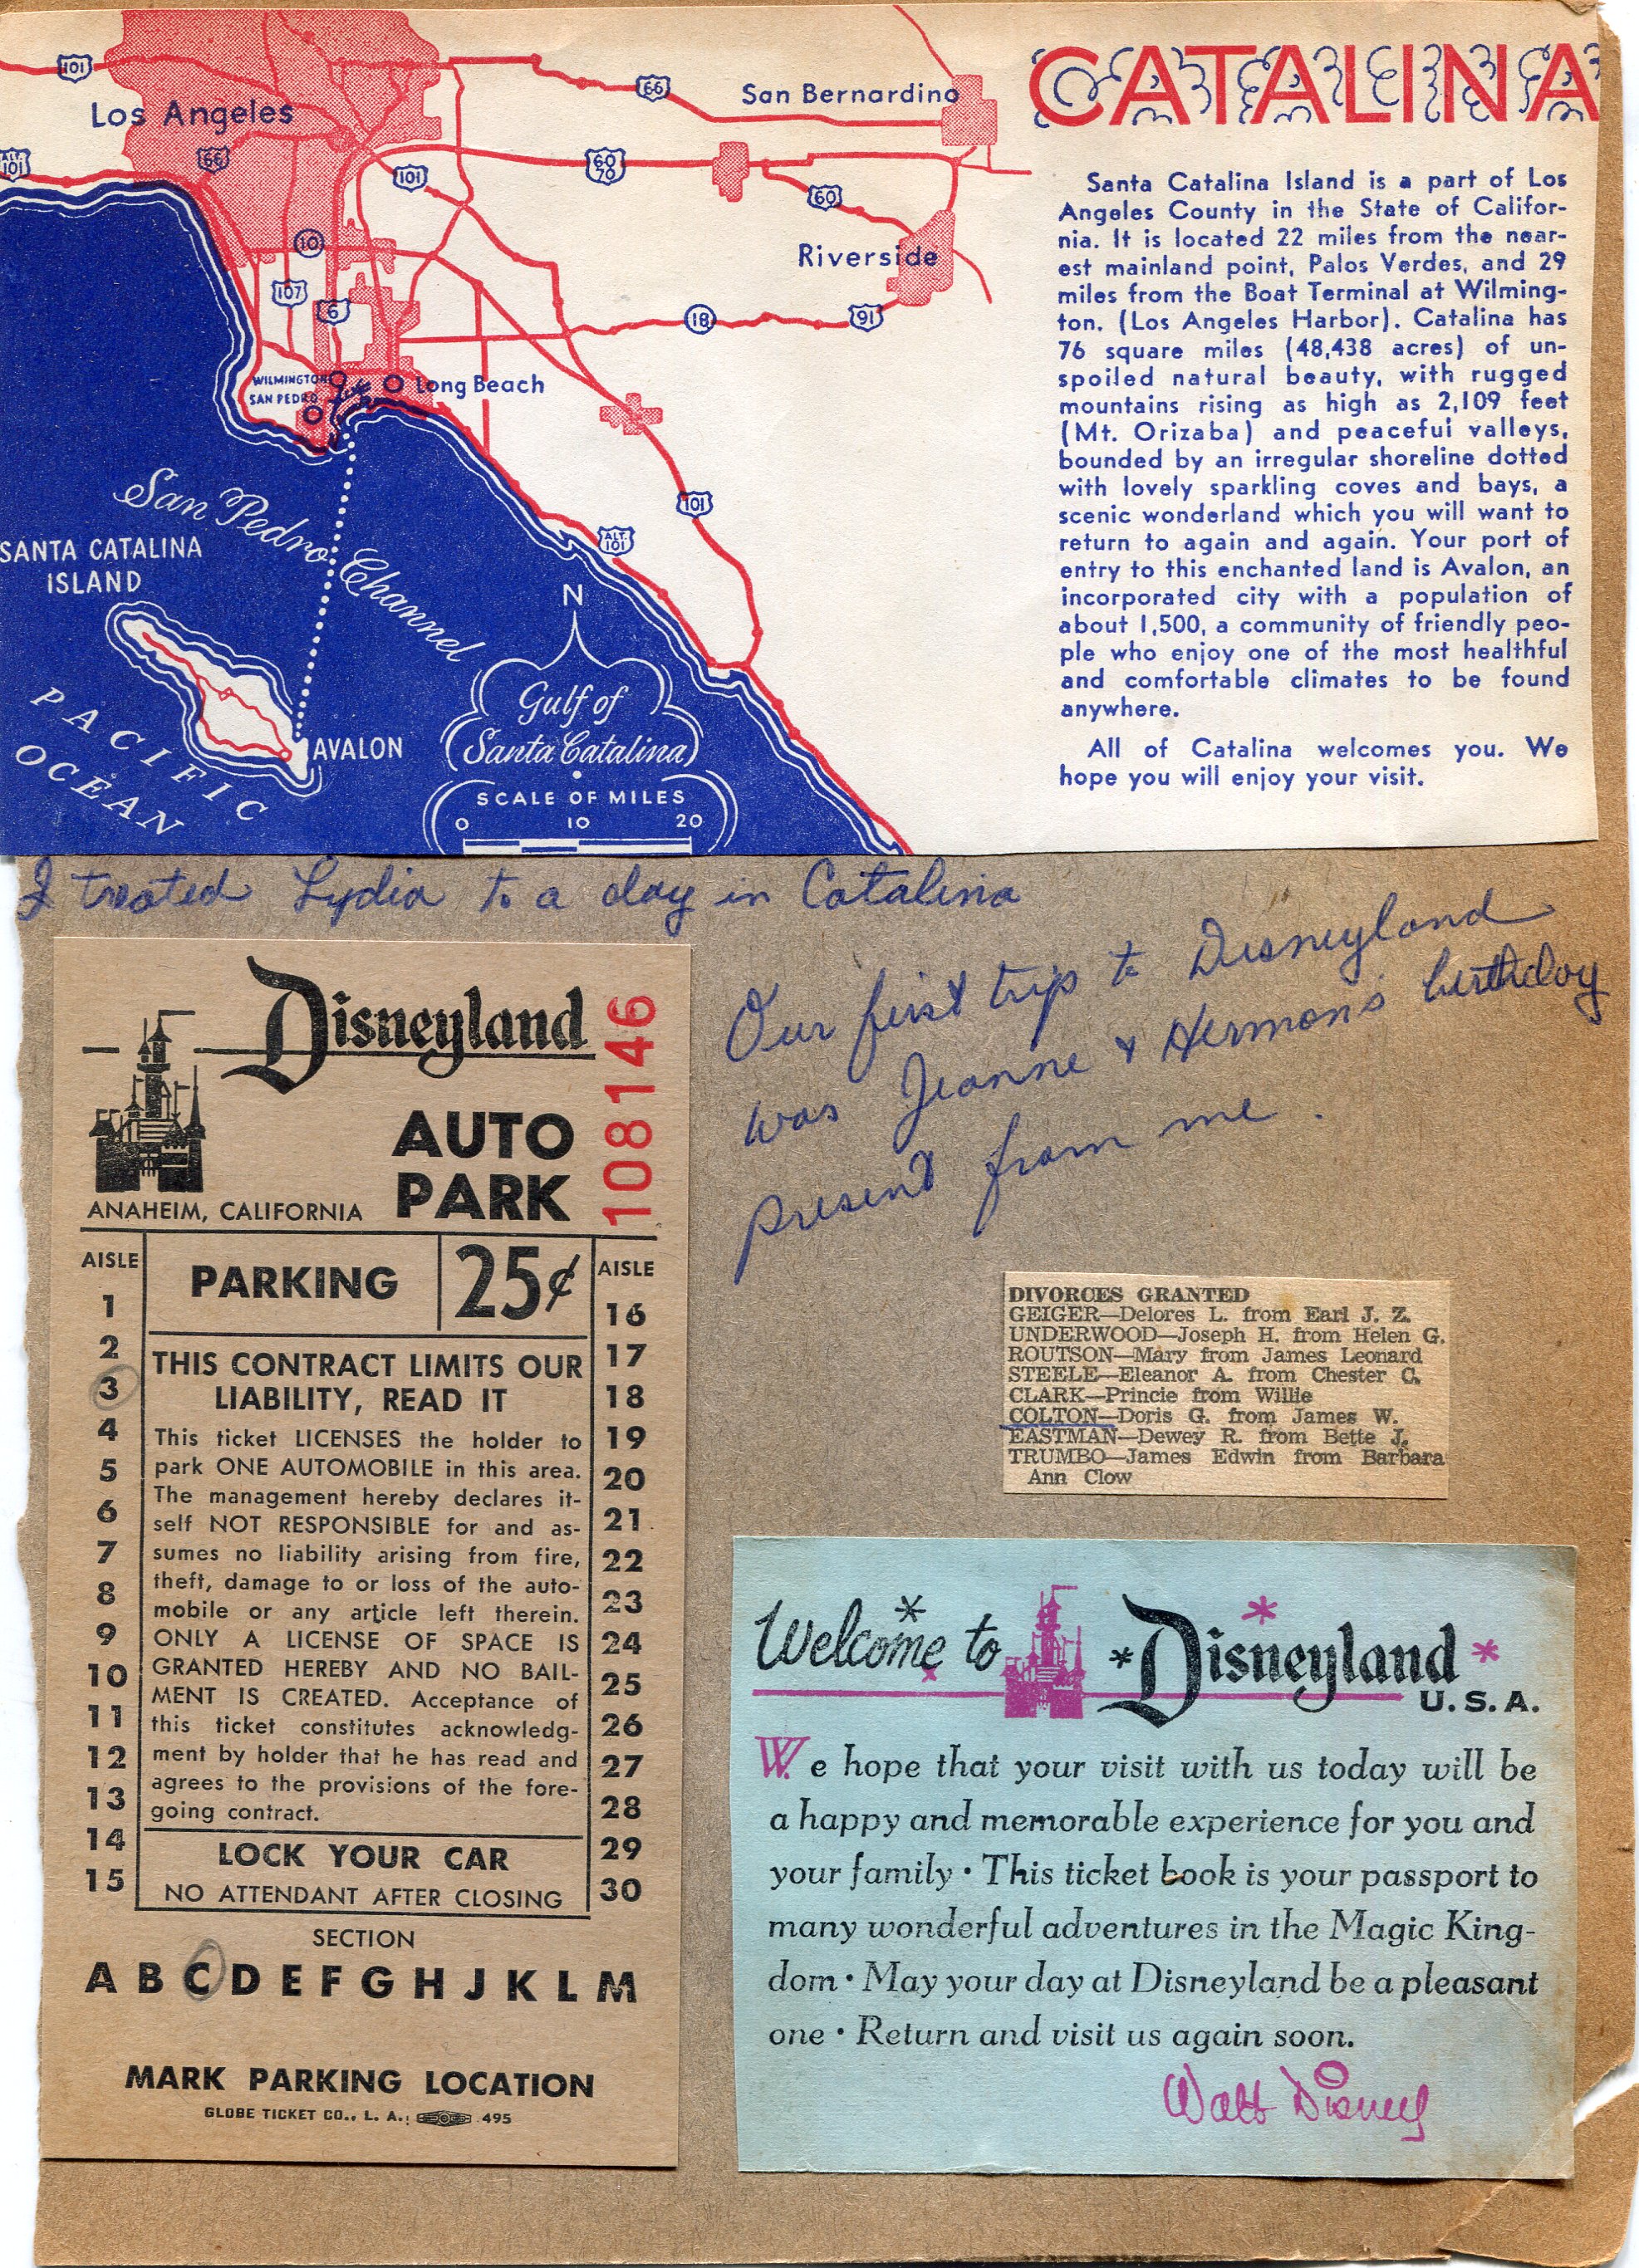 CATALINA
101
Los Angeles
66
San Bernardino
ALT. 101
66
101
60 70
60
Riverside
10
107
6
18
91
WILMINGTON
SAN PEDRO
Long Beach
101
ALT. 101
San Pedro Channel
SANTA CATALINA
ISLAND
N
Gulf of
Santa Catalina
AVALON
PACIFIC
OCEAN
SCALE OF MILES
0 10 20
Santa Catalina Island is a part of Los
Angeles County in the State of Califor-
nia. It is located 22 miles from the near-
est mainland point, Palos Verdes, and 29
miles from the Boat Terminal at Wilming-
ton. (Los Angeles Harbor). Catalina has
76 square miles (48,438 acres) of un-
spoiled natural beauty, with rugged
mountains rising as high as 2,109 feet
(Mt. Orizaba) and peaceful valleys,
bounded by an irregular shoreline dotted
with lovely sparkling coves and bays, a
scenic wonderland which you will want to
return to again and again. Your port of
entry to this enchanted land is Avalon, an
incorporated city with a population of
about 1,500, a community of friendly peo-
ple who enjoy one of the most healthful
and comfortable climates to be found
anywhere.
All of Catalina welcomes you. We
hope you will enjoy your visit.
I treated Lydia to a day in Catalina
Our first trip to Disneyland
was Jeanne & Herman's birthday
present from me.
Disneyland
AUTO
PARK
108146
ANAHEIM, CALIFORNIA
AISLE
1
2
3
4
5
6
7
8
9
10
11
12
13
14
15
PARKING 25¢
THIS CONTRACT LIMITS OUR
LIABILITY, READ IT
This ticket LICENSES the holder to
park ONE AUTOMOBILE in this area.
The management hereby declares it-
self NOT RESPONSIBLE for and as-
sumes no liability arising from fire,
theft, damage to or loss of the auto-
mobile or any article left therein.
ONLY A LICENSE OF SPACE IS
GRANTED HEREBY AND NO BAIL-
MENT IS CREATED. Acceptance of
this ticket constitutes acknowledg-
ment by holder that he has read and
agrees to the provisions of the fore-
going contract.
LOCK YOUR CAR
NO ATTENDANT AFTER CLOSING
AISLE
16
17
18
19
20
21
22
23
24
25
26
27
28
29
30
SECTION
A B C D E F G H J K L M
MARK PARKING LOCATION
GLOBE TICKET CO., L. A. 495
DIVORCES GRANTED
GEIGER—Delores L. from Earl J. Z.
UNDERWOOD—Joseph H. from Helen G.
ROUTSON—Mary from James Leonard
STEELE—Eleanor A. from Chester C.
CLARK—Princie from Willie
COLTON—Doris G. from James W.
EASTMAN—Dewey R. from Bette J.
TRUMBO—James Edwin from Barbara
Ann Clow
Welcome to Disneyland
U.S.A.
We hope that your visit with us today will be
a happy and memorable experience for you and
your family • This ticket book is your passport to
many wonderful adventures in the Magic King-
dom • May your day at Disneyland be a pleasant
one • Return and visit us again soon.
Walt Disney